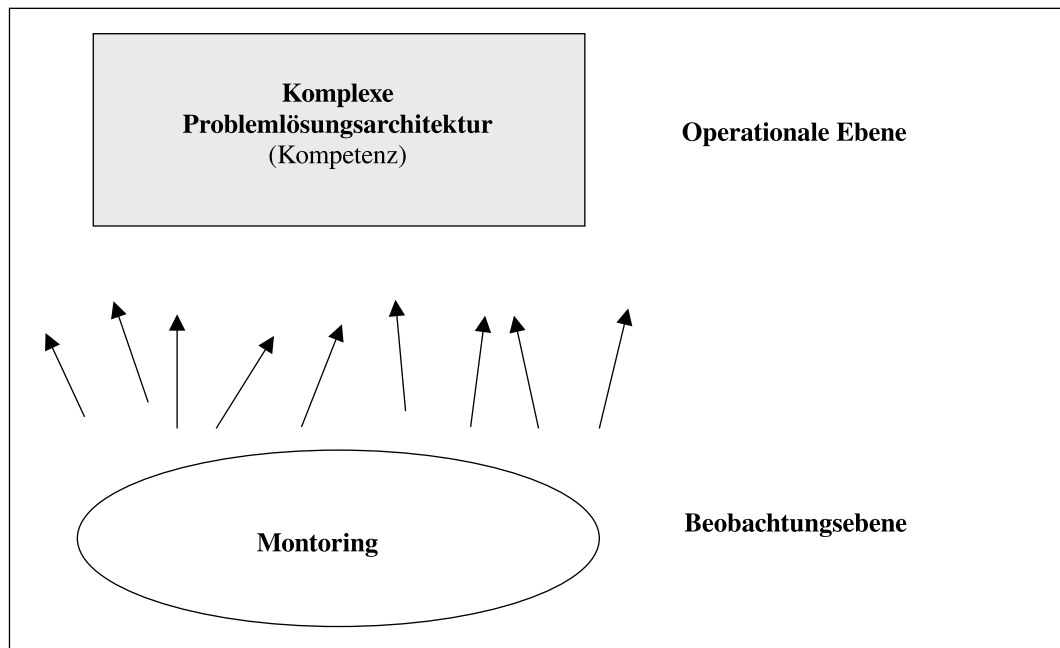 Komplexe
Problemlösungsarchitektur
(Kompetenz)
Operationale Ebene
Beobachtungsebene
Montoring